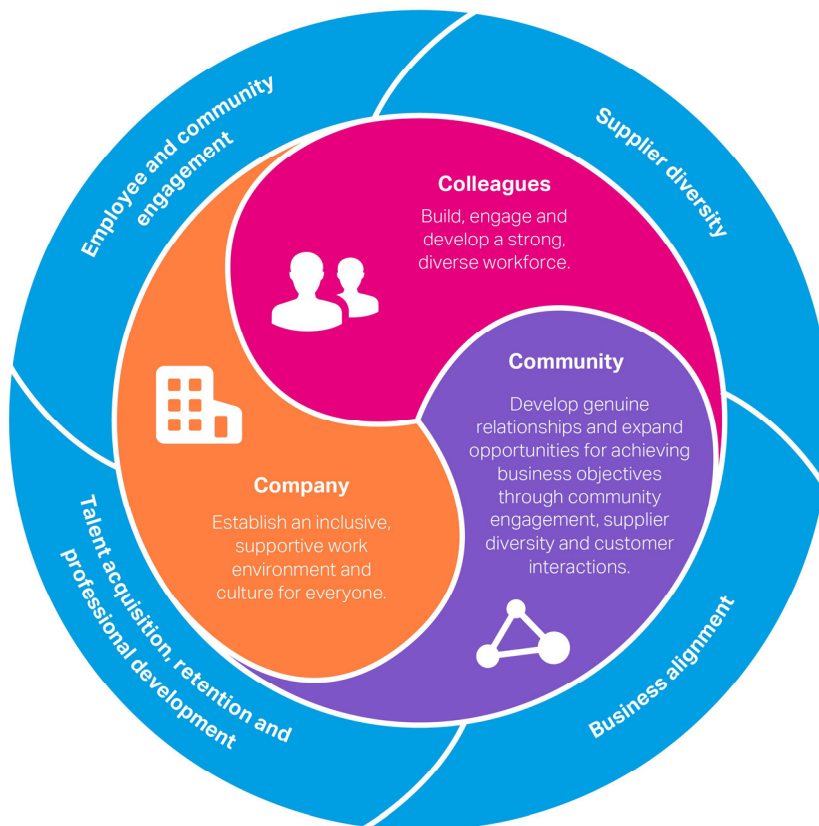 Employee and community
engagement
Supplier diversity
Colleagues
Build, engage and
develop a strong,
diverse workforce.
Community
Develop genuine
relationships and expand
opportunities for achieving
business objectives
through community
engagement, supplier
diversity and customer
interactions.
Company
Establish an inclusive,
supportive work
environment and
culture for everyone.
Talent acquisition, retention and
professional development
Business alignment